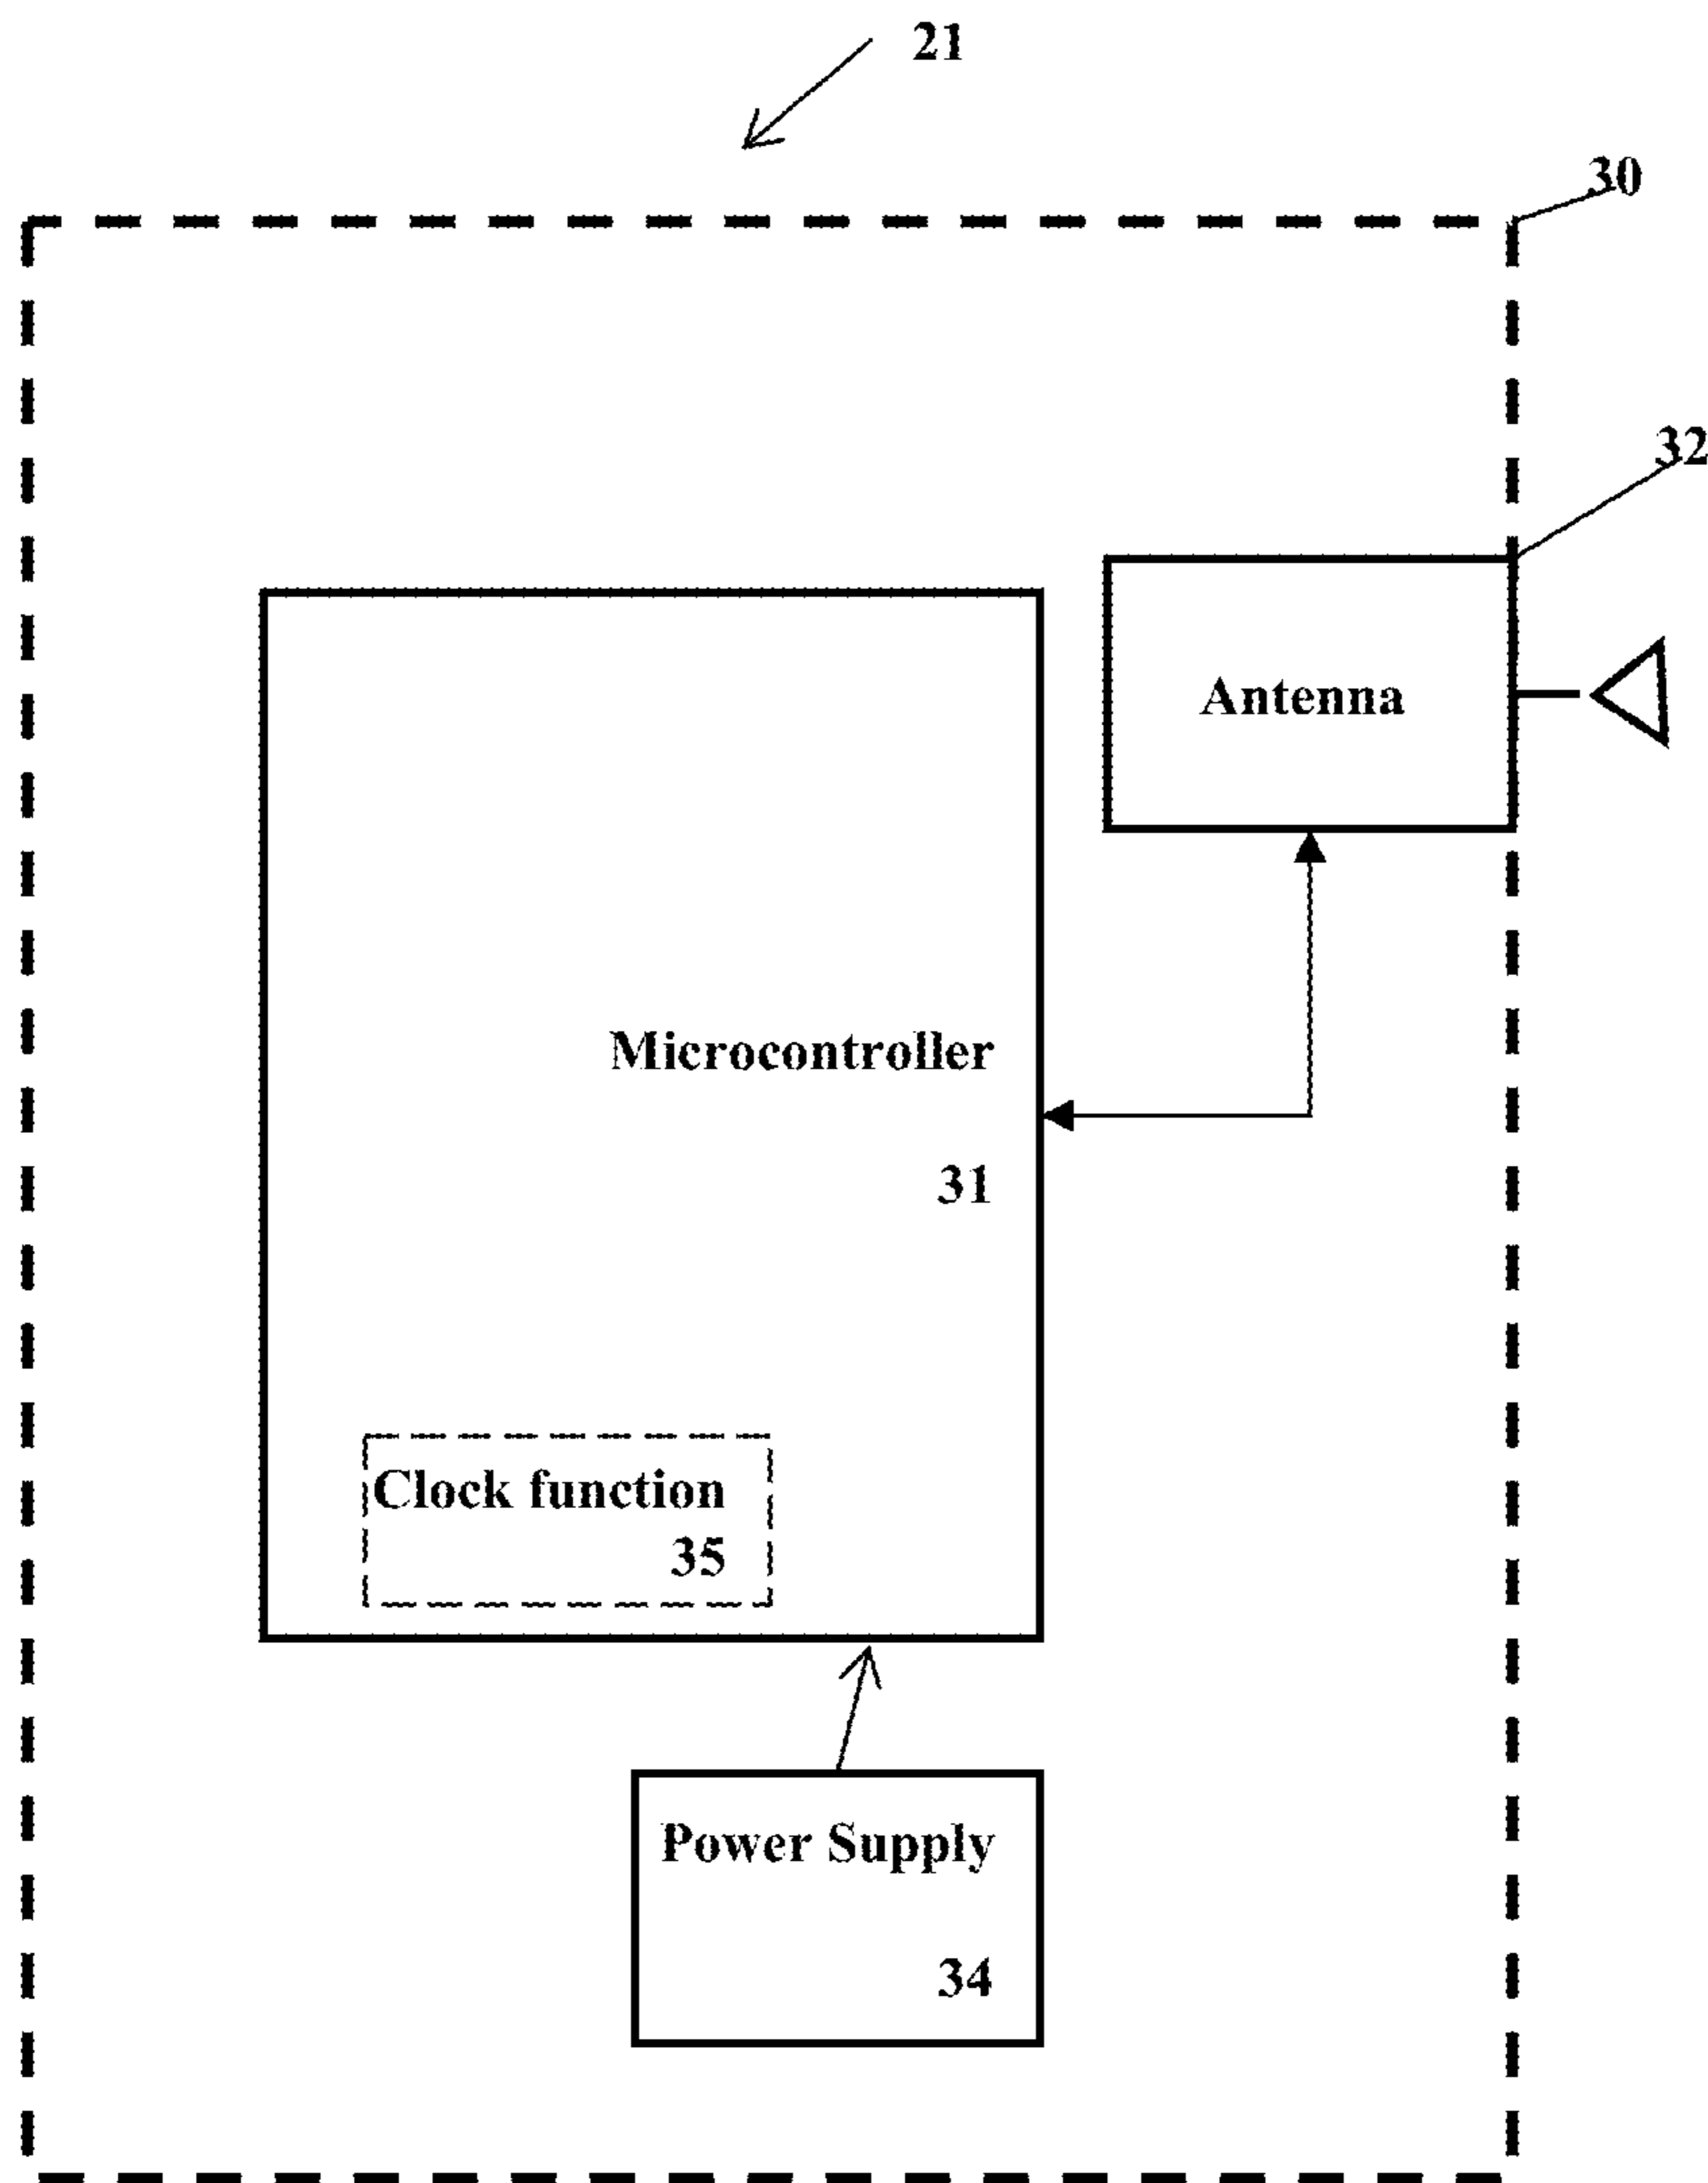 21
30
32
Antenna
Microcontroller
31
Clock function
35
Power Supply
34